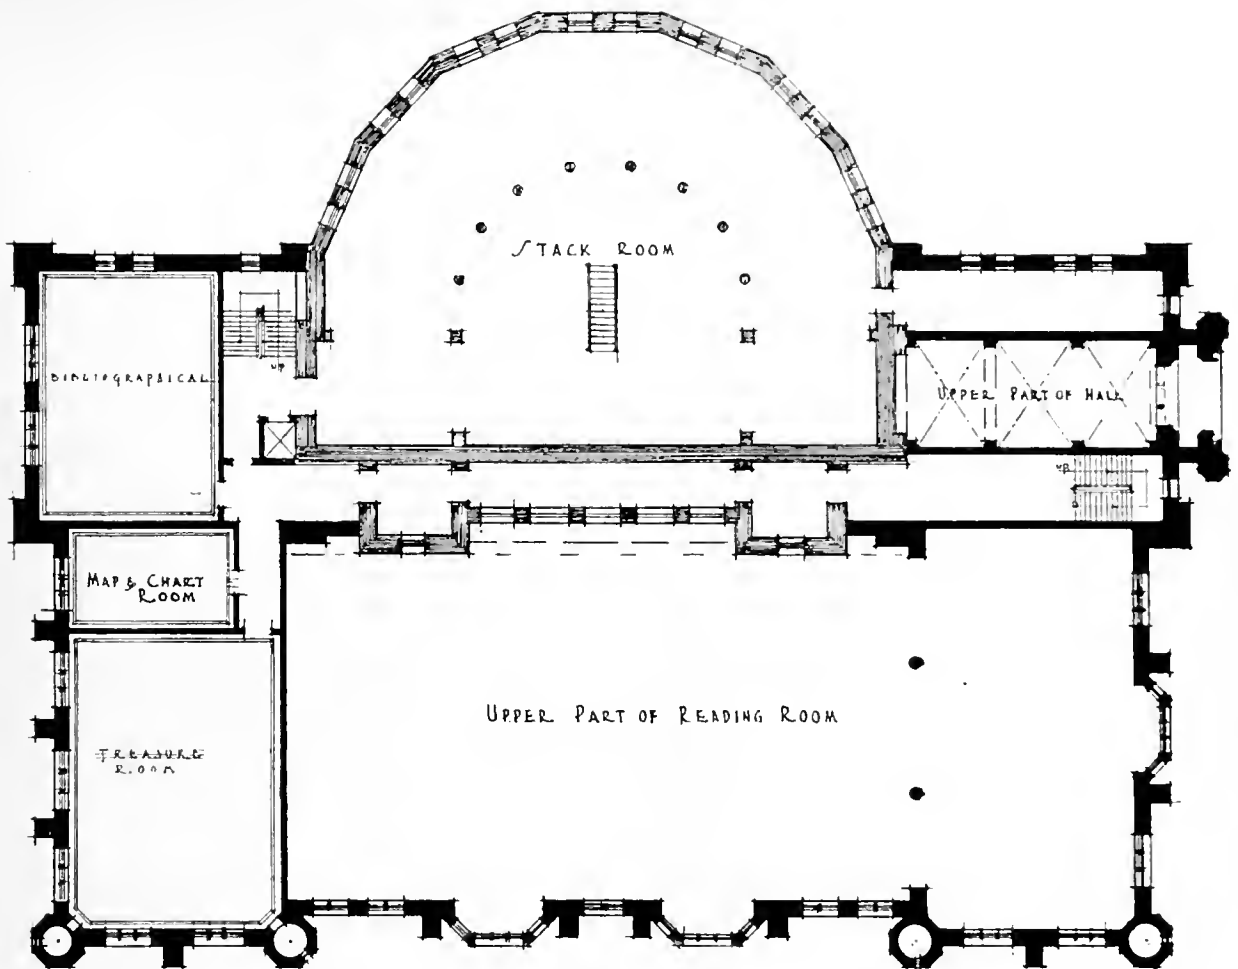 STACK ROOM
UP
BIBLIOGRAPHICAL
UPPER PART OF HALL
UP
MAP & CHART
ROOM
UPPER PART OF READING ROOM
TREASURE
ROOM